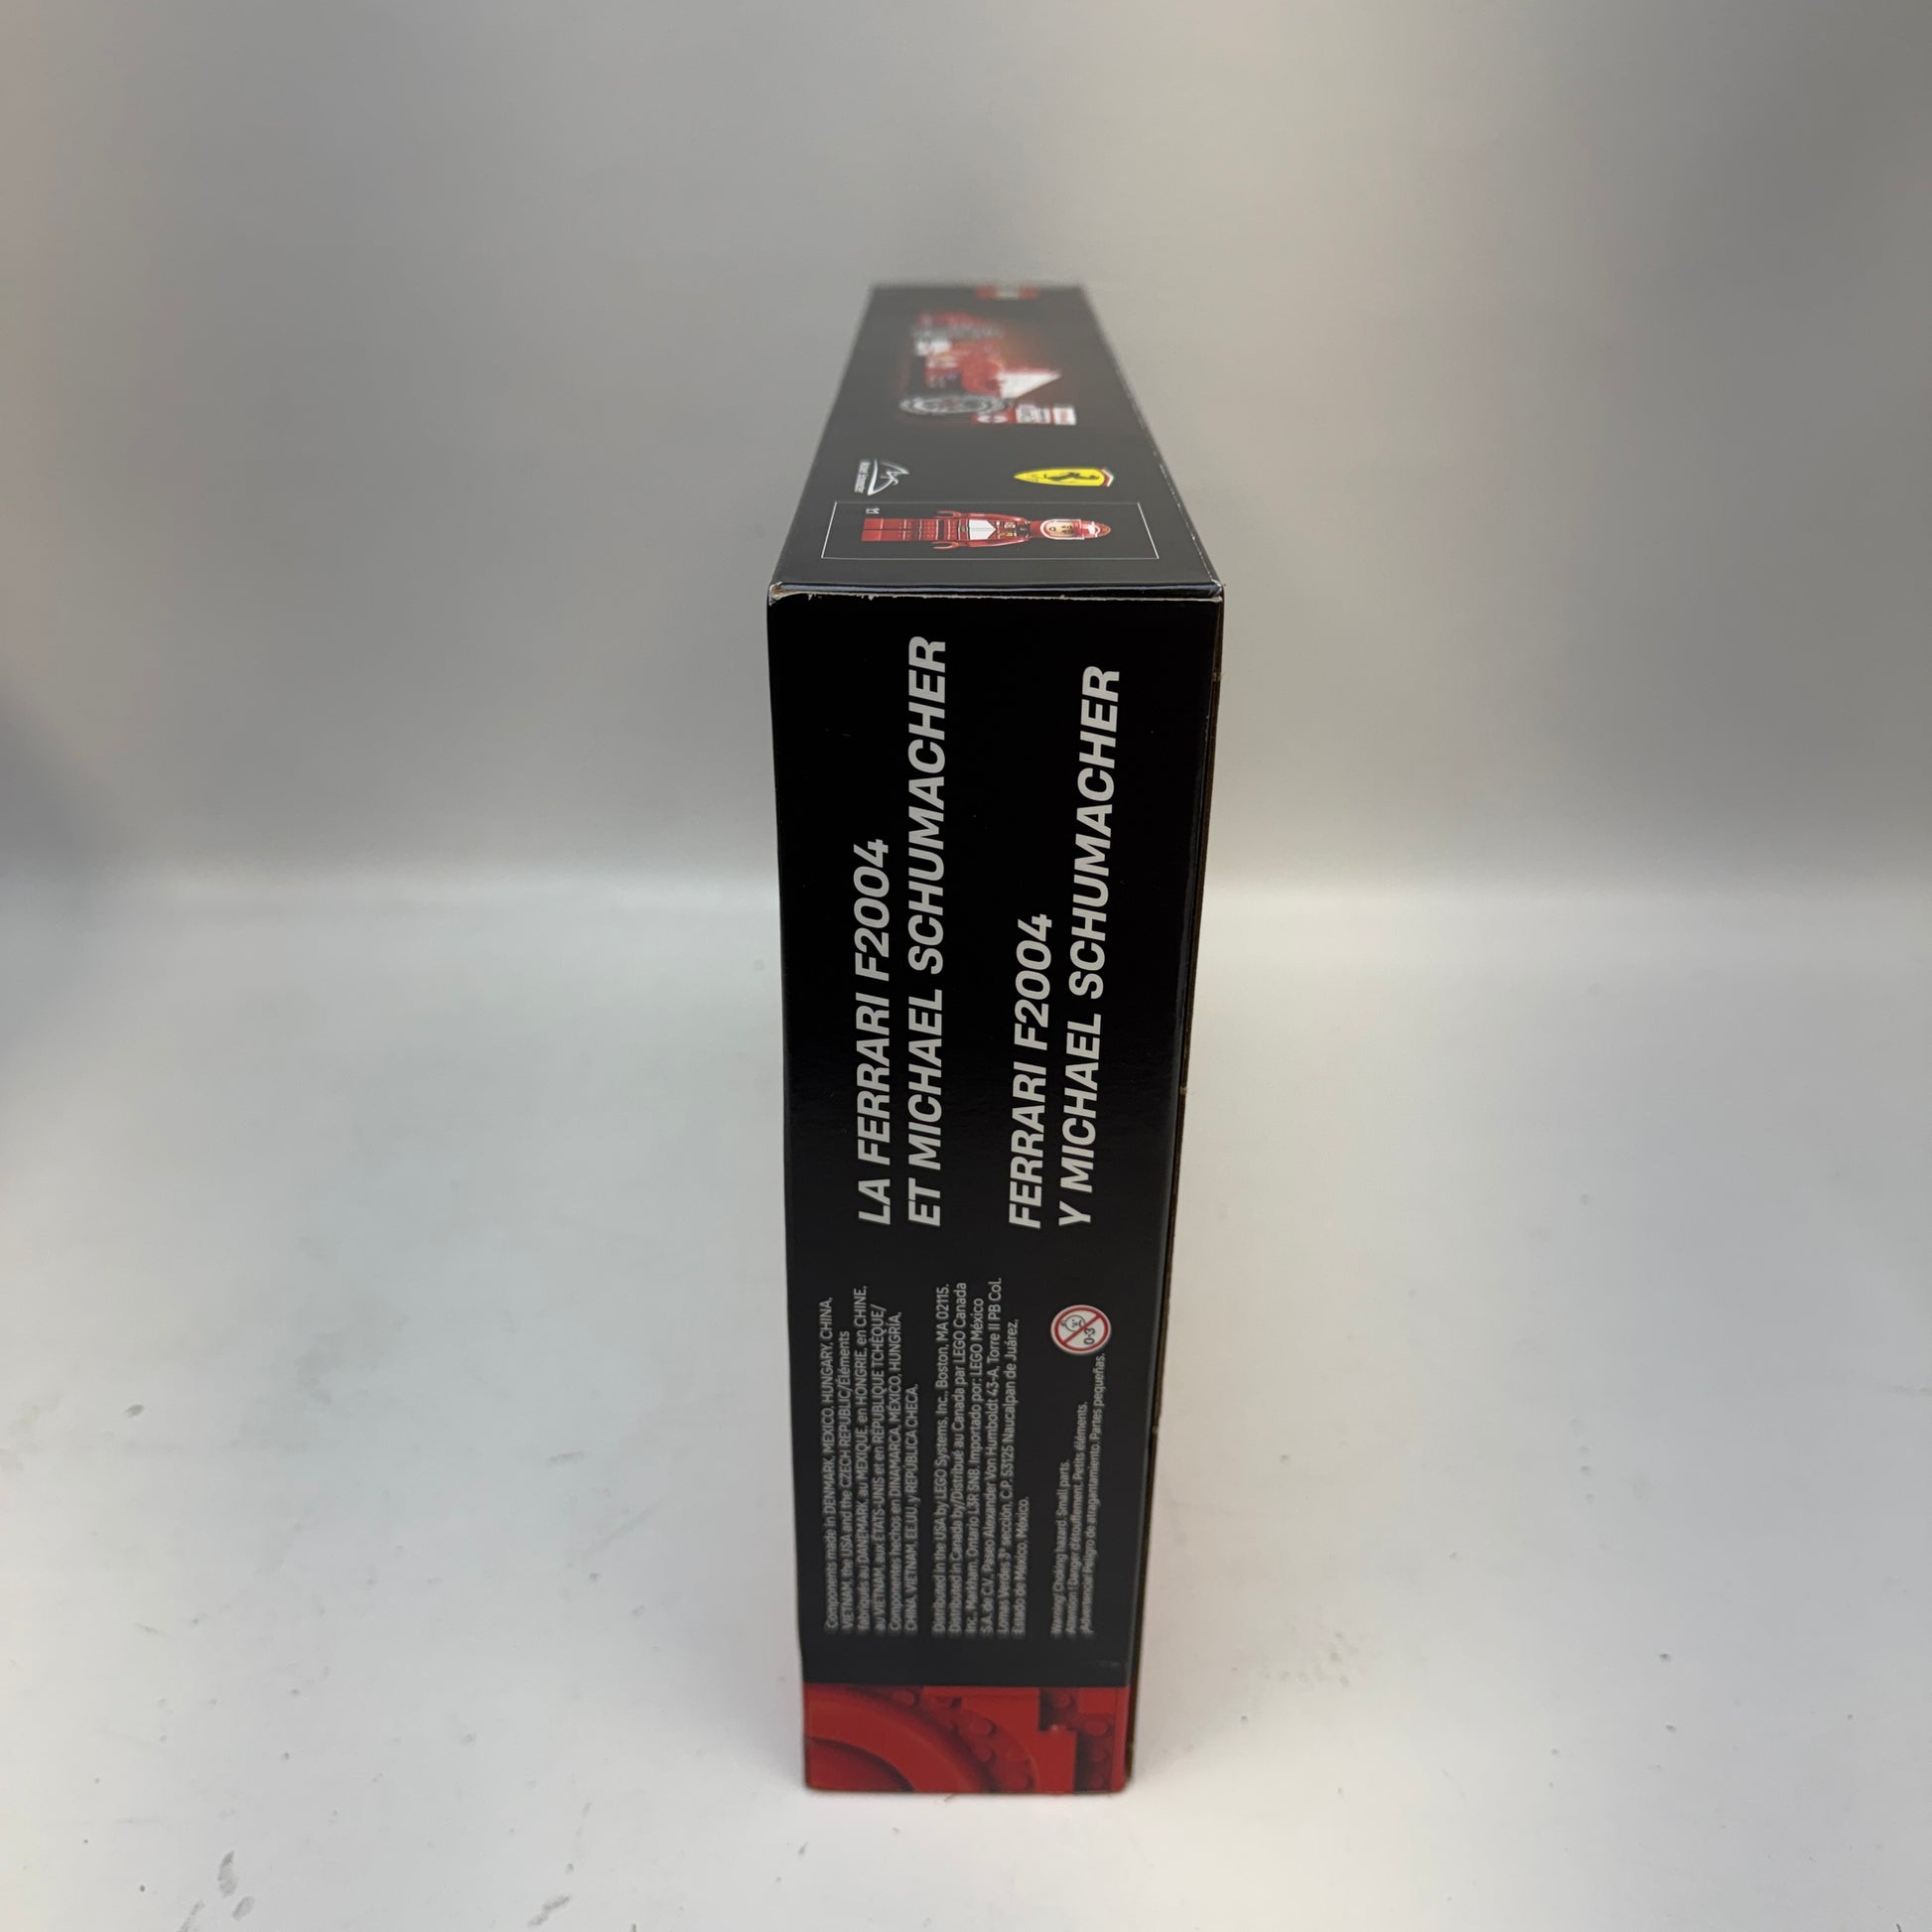 LA FERRARI F2004
ET MICHAEL SCHUMACHER
FERRARI F2004
Y MICHAEL SCHUMACHER
Components made in DENMARK, MEXICO, HUNGARY, CHINA,
VIETNAM, the USA and the CZECH REPUBLIC/Éléments
fabriqués au DANEMARK, au MEXIQUE, en HONGRIE, en CHINE,
au VIETNAM, aux ÉTATS-UNIS et en RÉPUBLIQUE TCHÈQUE/
Componentes hechos en DINAMARCA, MÉXICO, HUNGRÍA,
CHINA, VIETNAM, EE.UU. y REPÚBLICA CHECA.
Distributed in the USA by LEGO Systems, Inc., Boston, MA 02115.
Distributed in Canada by/Distribué au Canada par LEGO Canada
Inc., Markham, Ontario L3R 5N8. Importado por: LEGO México
S.A. de C.V. Paseo Alexander Von Humboldt 43-A, Torre II PB Col.
Lomas Verdes 3ª sección, C.P. 53125 Naucalpan de Juárez,
Estado de México, México.
Warning! Choking hazard. Small parts.
Attention ! Danger d'étouffement. Petits éléments.
¡Advertencia! Peligro de atragantamiento. Partes pequeñas.
0-3